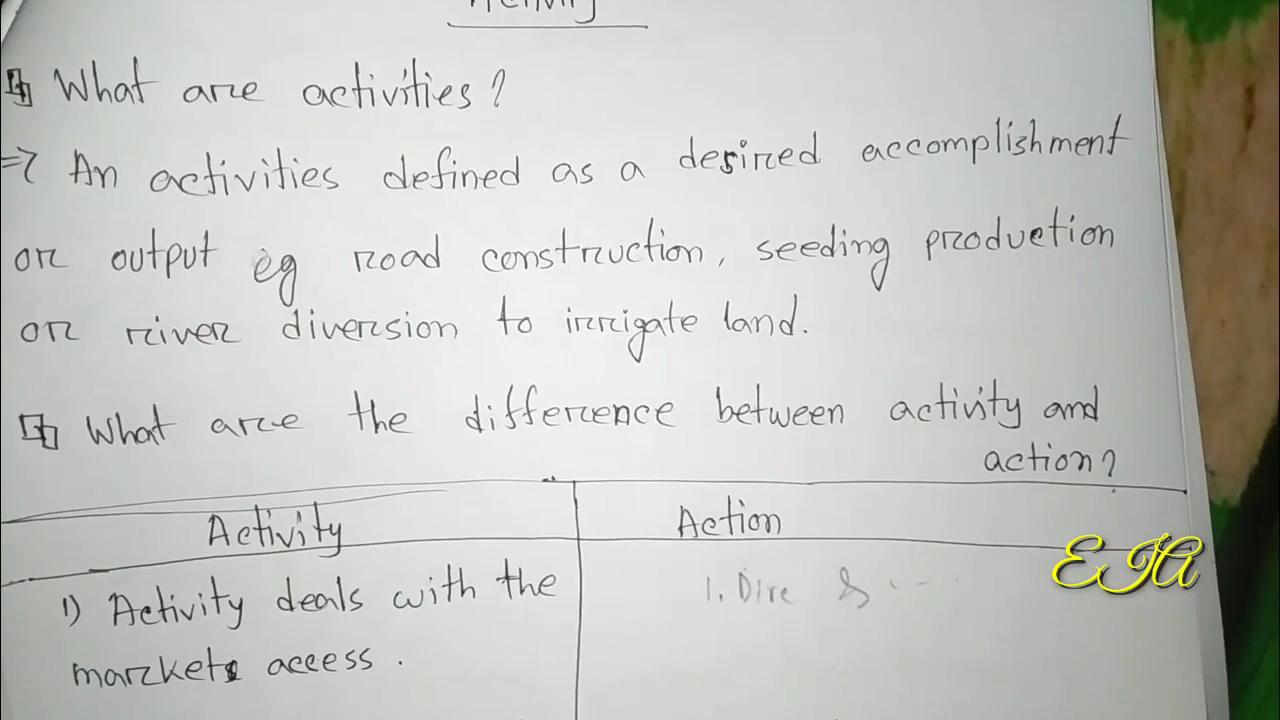 Activity
What are activities?
=> An activities defined as a desired accomplishment
or output eg road construction, seeding production
or river diversion to irrigate land.
What are the difference between activity and
action?
Activity Action
1) Activity deals with the 1. Dire &
markets access.
EIA